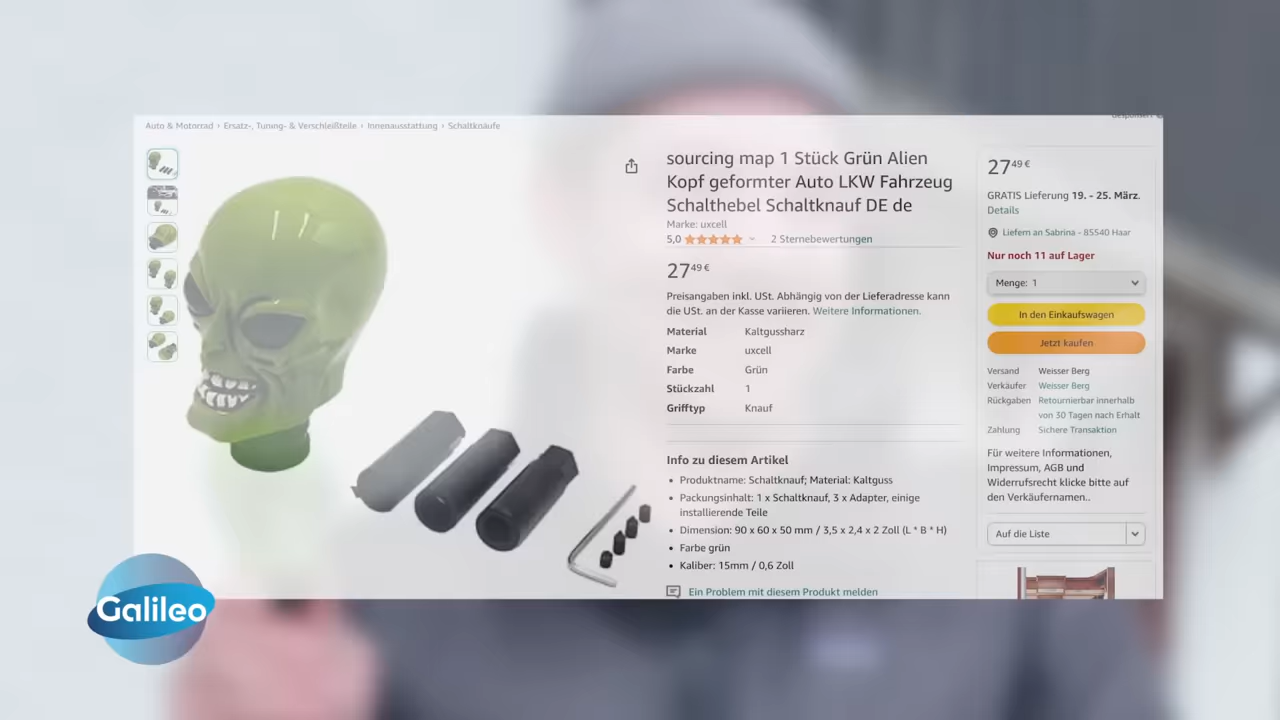 Gesponsert
Auto & Motorrad › Ersatz-, Tuning- & Verschleißteile › Innenausstattung › Schaltknäufe
sourcing map 1 Stück Grün Alien
Kopf geformter Auto LKW Fahrzeug
Schalthebel Schaltknauf DE de
Marke: uxcell
5,0
2 Sternebewertungen
27 49 €
Preisangaben inkl. USt. Abhängig von der Lieferadresse kann
die USt. an der Kasse variieren. Weitere Informationen.
Material Kaltgussharz
Marke uxcell
Farbe Grün
Stückzahl 1
Grifftyp Knauf
Info zu diesem Artikel
• Produktname: Schaltknauf; Material: Kaltguss
• Packungsinhalt: 1 x Schaltknauf, 3 x Adapter, einige
installierende Teile
• Dimension: 90 x 60 x 50 mm / 3,5 x 2,4 x 2 Zoll (L * B * H)
• Farbe grün
• Kaliber: 15mm / 0,6 Zoll
Ein Problem mit diesem Produkt melden
27 49 €
GRATIS Lieferung 19. - 25. März.
Details
Liefern an Sabrina - 85540 Haar
Nur noch 11 auf Lager
Menge: 1
In den Einkaufswagen
Jetzt kaufen
Versand Weisser Berg
Verkäufer Weisser Berg
Rückgaben Retournierbar innerhalb
von 30 Tagen nach Erhalt
Zahlung Sichere Transaktion
Für weitere Informationen,
Impressum, AGB und
Widerrufsrecht klicke bitte auf
den Verkäufernamen..
Auf die Liste
Galileo